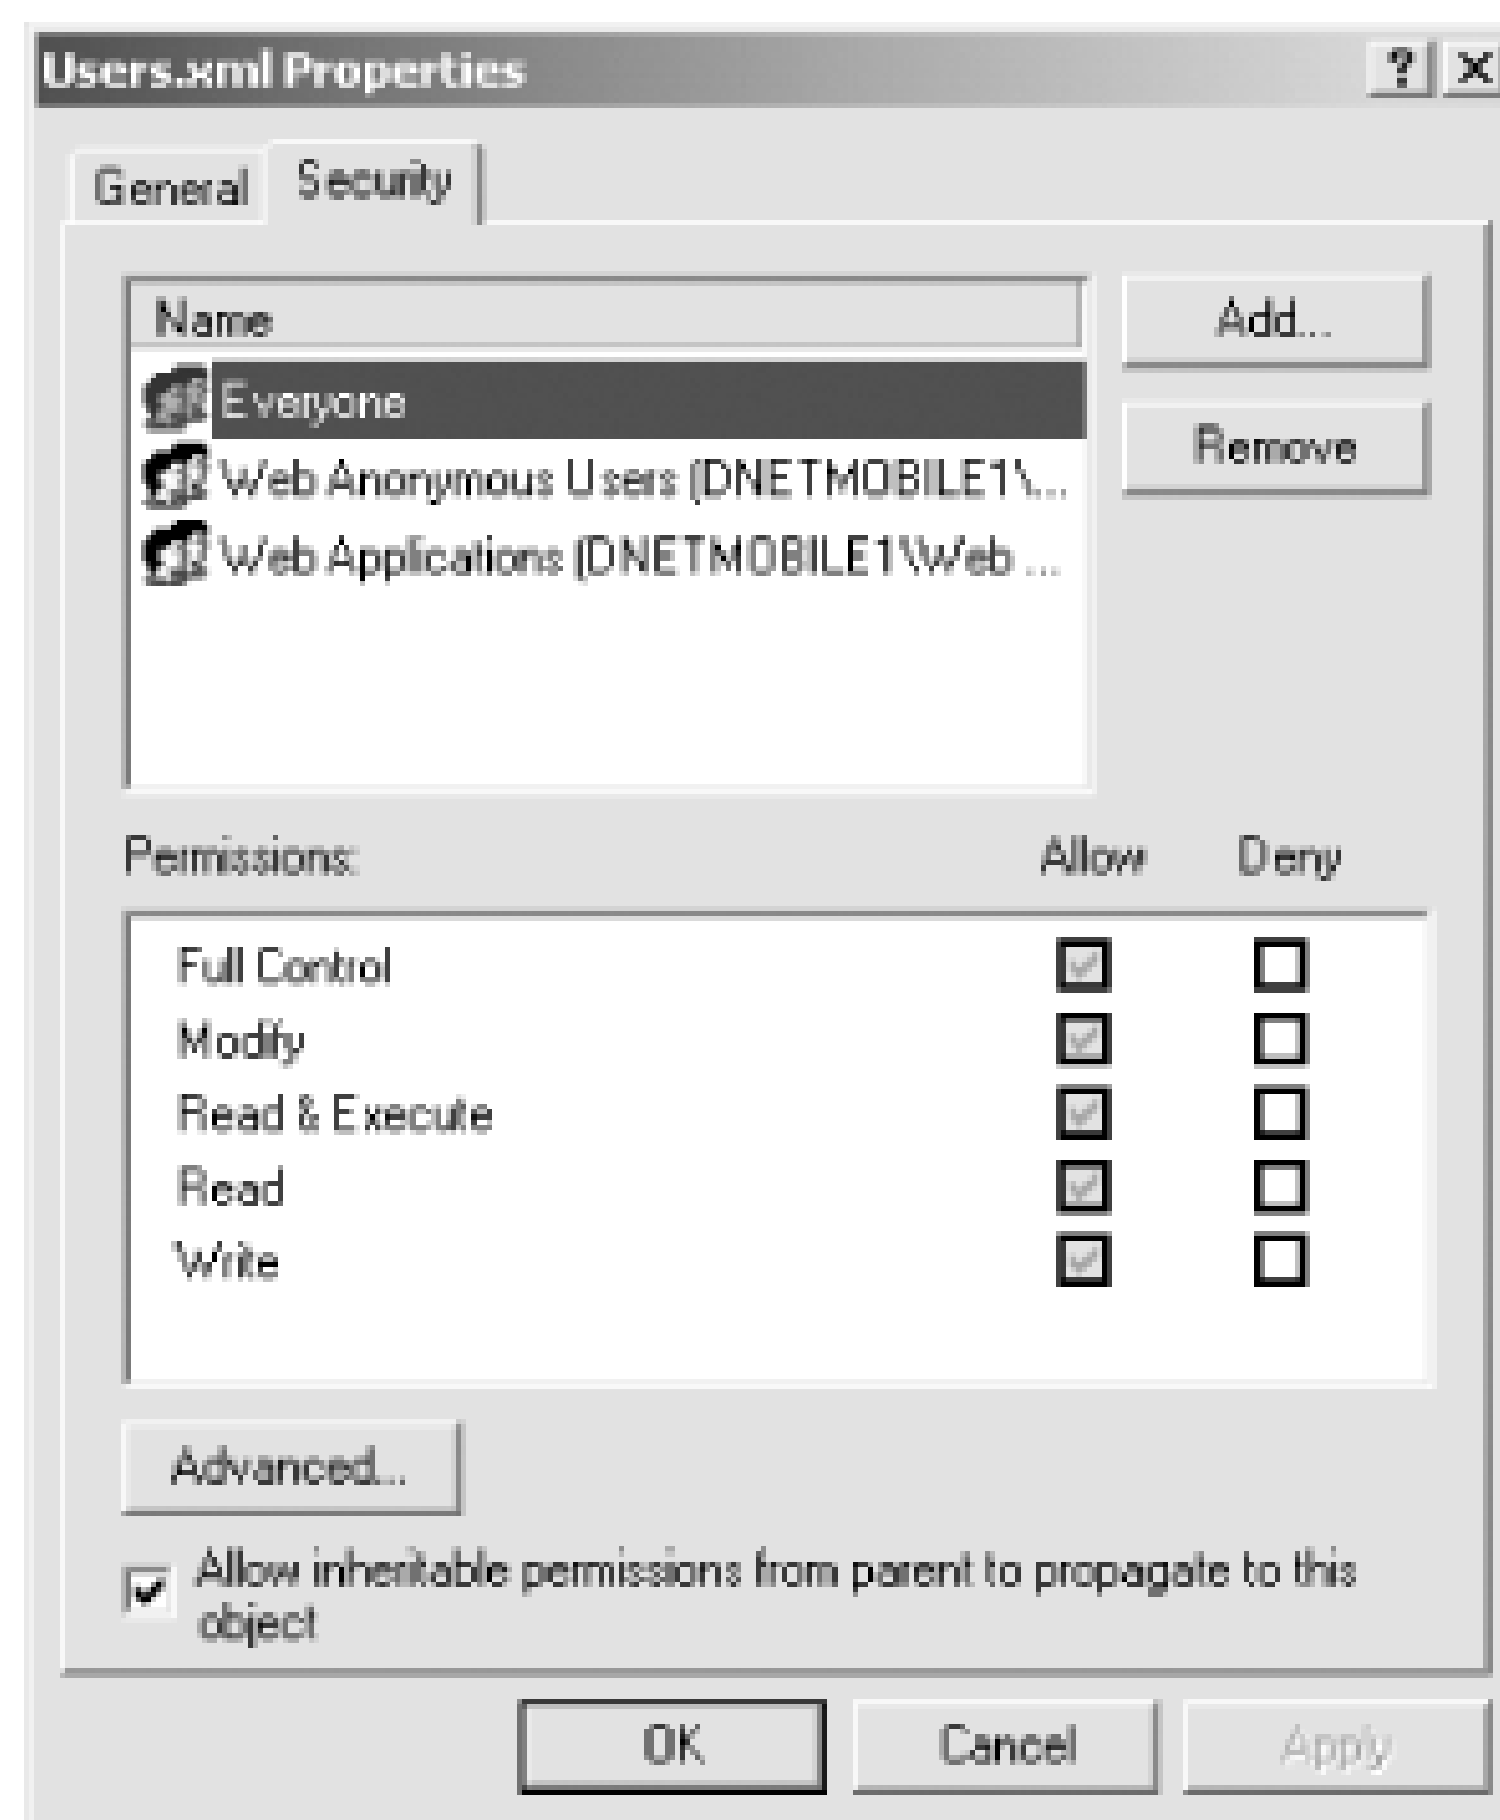 Users.xml Properties
?
X
General
Security
Name
Add...
Everyone
Remove
Web Anonymous Users (DNETMOBILE1\...
Web Applications (DNETMOBILE1\Web ...
Permissions:
Allow
Deny
Full Control
Modify
Read & Execute
Read
Write
Advanced...
Allow inheritable permissions from parent to propagate to this
object
OK
Cancel
Apply